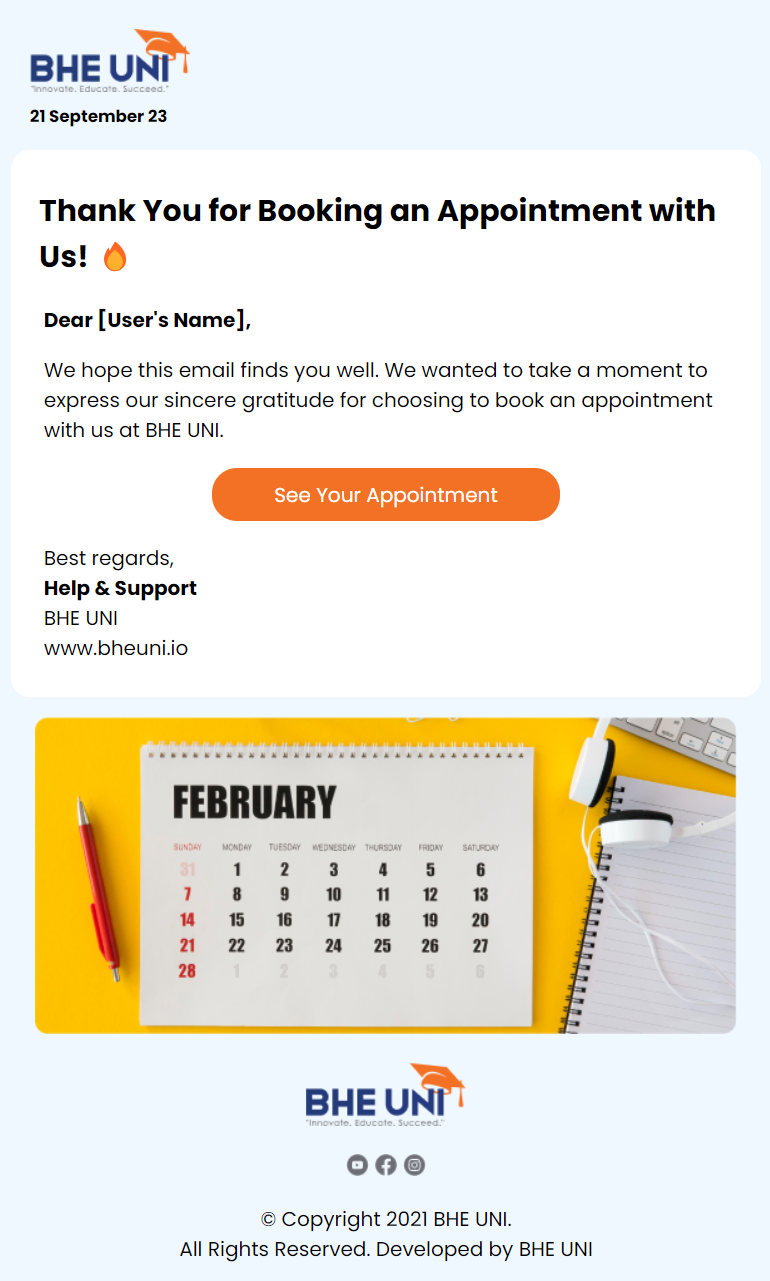 BHE UNI
"Innovate. Educate. Succeed."
21 September 23
Thank You for Booking an Appointment with
Us! 🔥
Dear [User's Name],
We hope this email finds you well. We wanted to take a moment to
express our sincere gratitude for choosing to book an appointment
with us at BHE UNI.
See Your Appointment
Best regards,
Help & Support
BHE UNI
www.bheuni.io
FEBRUARY
SUNDAY MONDAY TUESDAY WEDNESDAY THURSDAY FRIDAY SATURDAY
31 1 2 3 4 5 6
7 8 9 10 11 12 13
14 15 16 17 18 19 20
21 22 23 24 25 26 27
28 1 2 3 4 5 6
BHE UNI
"Innovate. Educate. Succeed."
© Copyright 2021 BHE UNI.
All Rights Reserved. Developed by BHE UNI